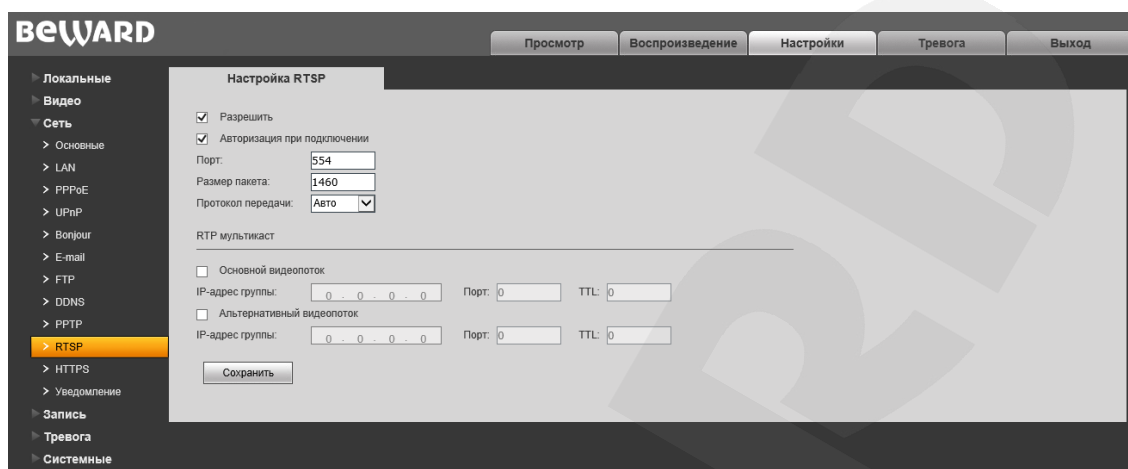 BEWARD
Просмотр Воспроизведение Настройки Тревога Выход
Локальные
Видео
Сеть
Основные
LAN
PPPoE
UPnP
Bonjour
E-mail
FTP
DDNS
PPTP
RTSP
HTTPS
Уведомление
Запись
Тревога
Системные
Настройка RTSP
Разрешить
Авторизация при подключении
Порт: 554
Размер пакета: 1460
Протокол передачи: Авто
RTP мультикаст
Основной видеопоток
IP-адрес группы: 0 . 0 . 0 . 0 Порт: 0 TTL: 0
Альтернативный видеопоток
IP-адрес группы: 0 . 0 . 0 . 0 Порт: 0 TTL: 0
Сохранить